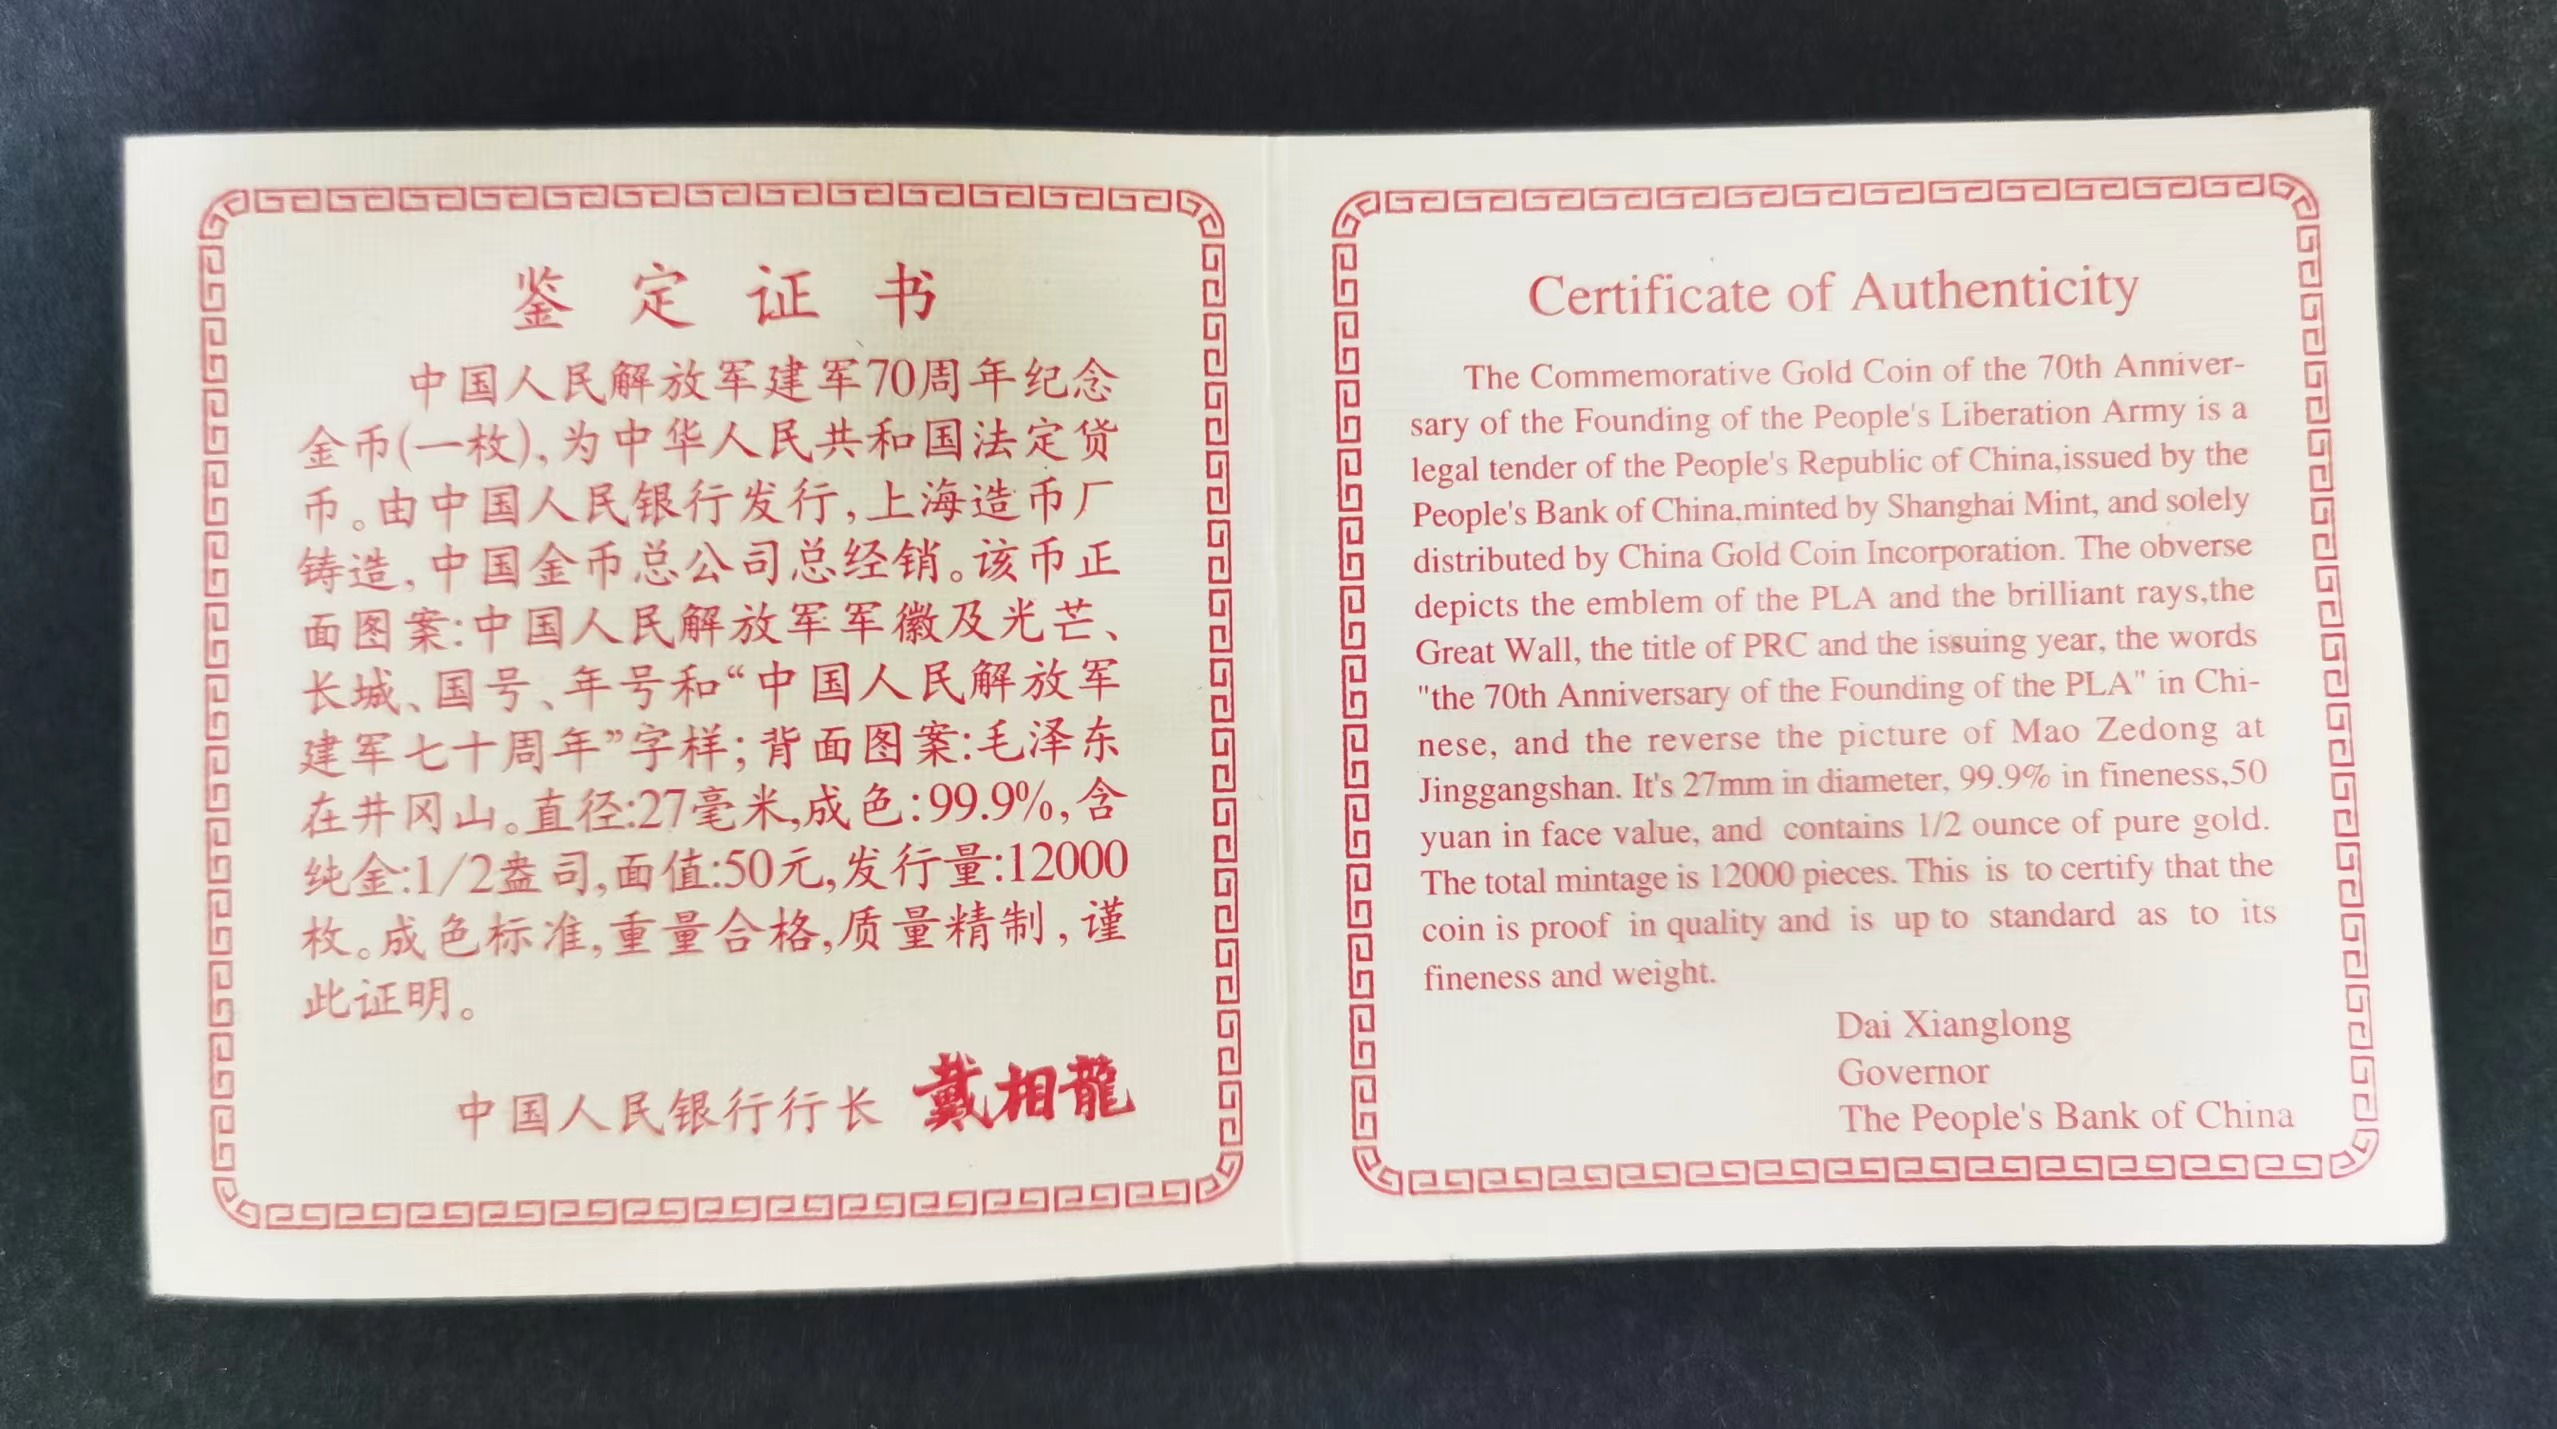 鉴定证书
中国人民解放军建军70周年纪念
金币(一枚),为中华人民共和国法定货
币。由中国人民银行发行,上海造币厂
铸造,中国金币总公司总经销。该币正
面图案:中国人民解放军军徽及光芒、
长城、国号、年号和“中国人民解放军
建军七十周年”字样;背面图案:毛泽东
在井冈山。直径:27毫米,成色:99.9%,含
纯金:1/2盎司,面值:50元,发行量:12000
枚。成色标准,重量合格,质量精制,谨
此证明。
中国人民银行行长 戴相龍
Certificate of Authenticity
The Commemorative Gold Coin of the 70th Anniver-
sary of the Founding of the People's Liberation Army is a
legal tender of the People's Republic of China,issued by the
People's Bank of China,minted by Shanghai Mint, and solely
distributed by China Gold Coin Incorporation. The obverse
depicts the emblem of the PLA and the brilliant rays,the
Great Wall, the title of PRC and the issuing year, the words
"the 70th Anniversary of the Founding of the PLA" in Chi-
nese, and the reverse the picture of Mao Zedong at
Jinggangshan. It's 27mm in diameter, 99.9% in fineness,50
yuan in face value, and contains 1/2 ounce of pure gold.
The total mintage is 12000 pieces. This is to certify that the
coin is proof in quality and is up to standard as to its
fineness and weight.
Dai Xianglong
Governor
The People's Bank of China